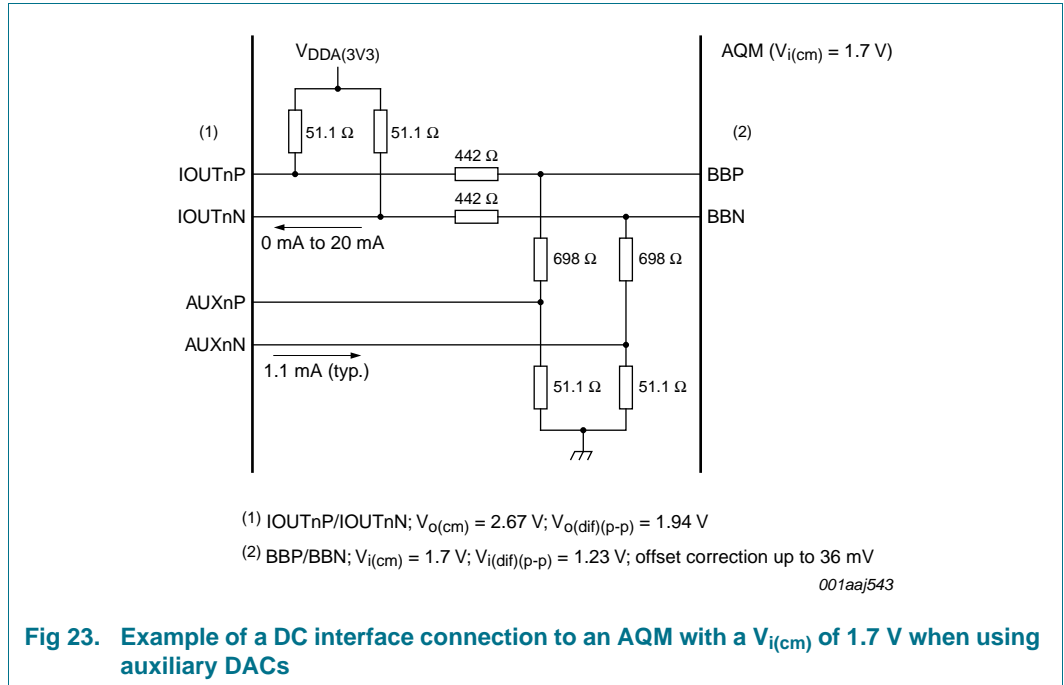 VDDA(3V3)
AQM (Vi(cm) = 1.7 V)
51.1 Ω
51.1 Ω
(1)
(2)
442 Ω
IOUTnP
BBP
442 Ω
IOUTnN
BBN
0 mA to 20 mA
698 Ω
698 Ω
AUXnP
AUXnN
1.1 mA (typ.)
51.1 Ω
51.1 Ω
(1) IOUTnP/IOUTnN; Vo(cm) = 2.67 V; Vo(dif)(p-p) = 1.94 V
(2) BBP/BBN; Vi(cm) = 1.7 V; Vi(dif)(p-p) = 1.23 V; offset correction up to 36 mV
001aaj543
Fig 23. Example of a DC interface connection to an AQM with a Vi(cm) of 1.7 V when using
auxiliary DACs